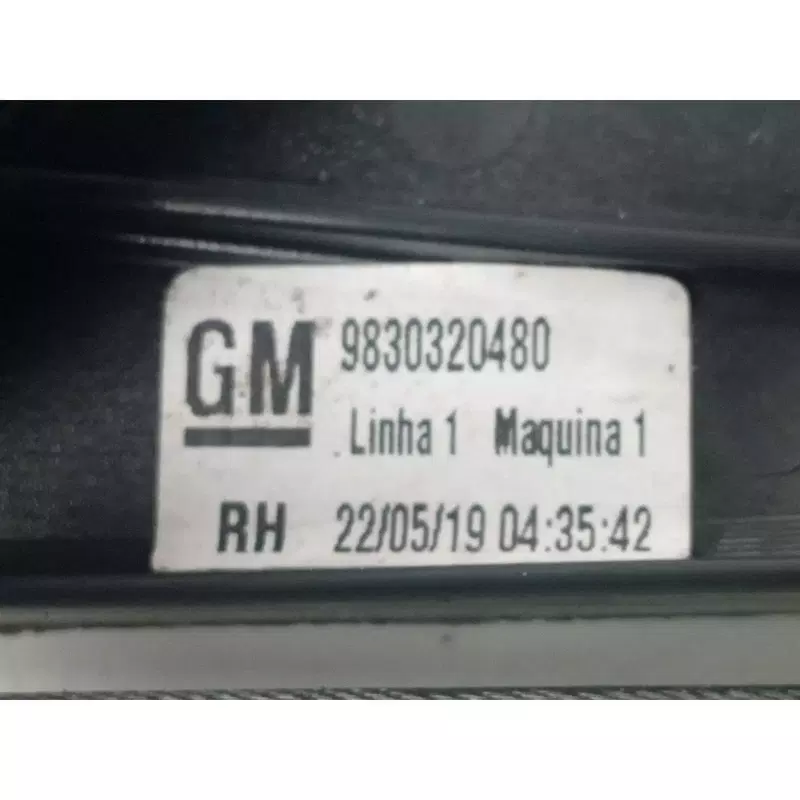 GM 9830320480
Linha 1 Maquina 1
RH 22/05/19 04:35:42